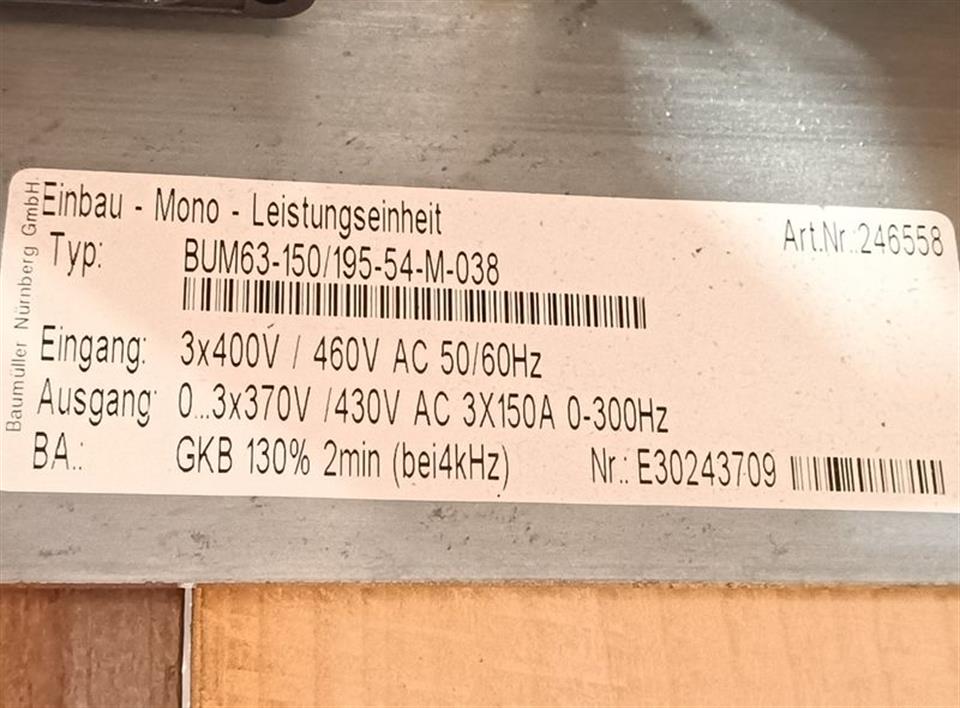 Baumüller Nürnberg GmbH
Einbau - Mono - Leistungseinheit
Art.Nr.:246558
Typ: BUM63-150/195-54-M-038
Eingang: 3x400V / 460V AC 50/60Hz
Ausgang: 0...3x370V /430V AC 3X150A 0-300Hz
BA.: GKB 130% 2min (bei4kHz) Nr.: E30243709